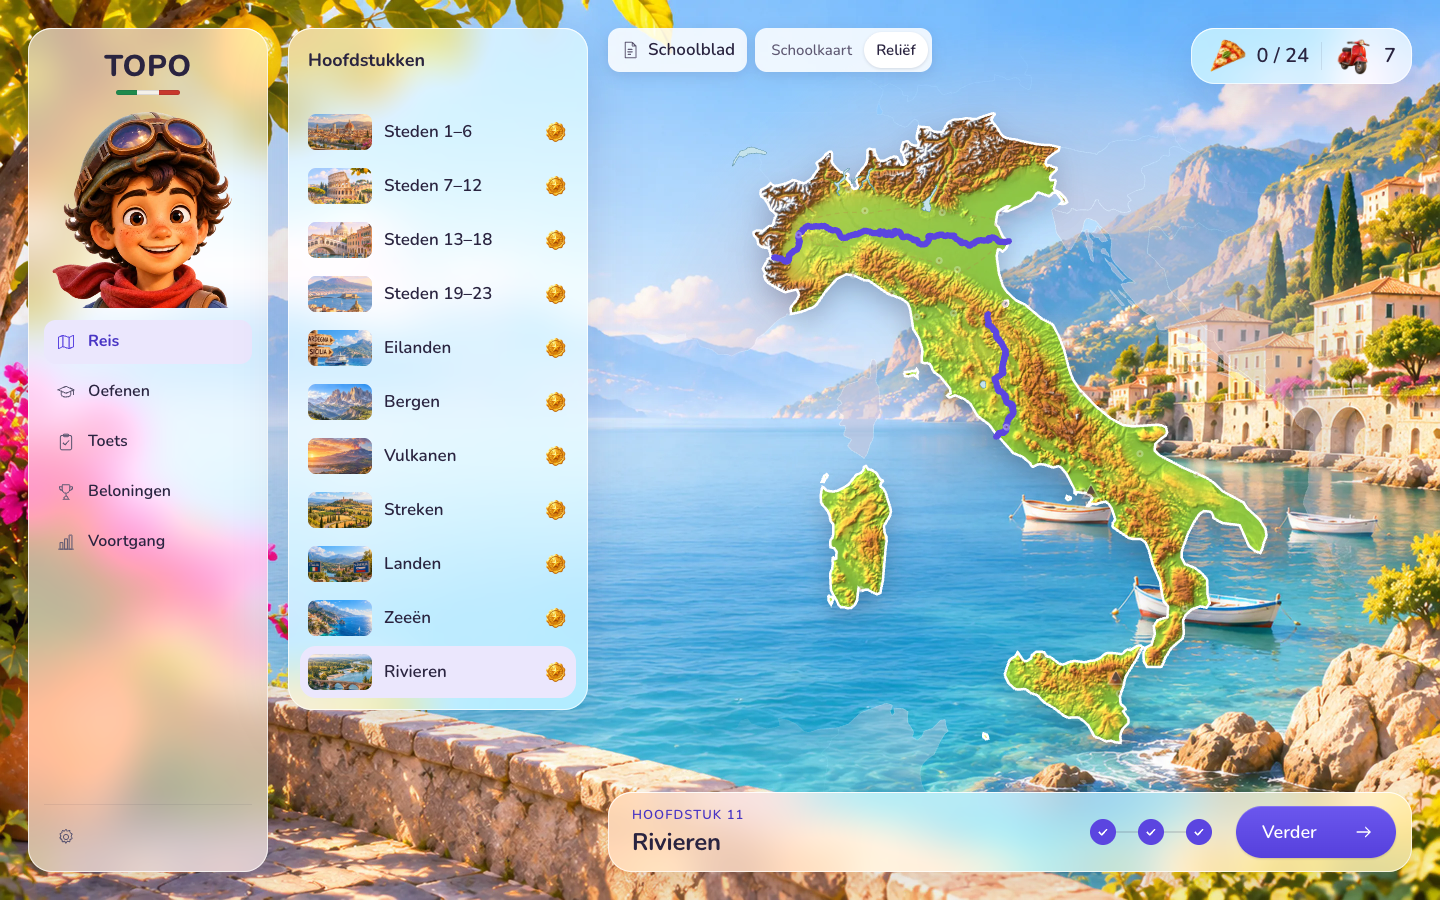 TOPO
Reis
Oefenen
Toets
Beloningen
Voortgang
Hoofdstukken
Steden 1–6
Steden 7–12
Steden 13–18
Steden 19–23
Eilanden
Bergen
Vulkanen
Streken
Landen
Zeeën
Rivieren
Schoolblad
Schoolkaart
Reliëf
0 / 24
7
HOOFDSTUK 11
Rivieren
Verder